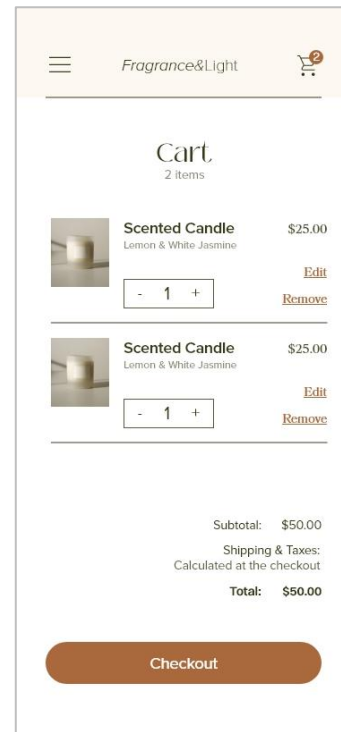 Fragrance&Light
2
Cart
2 items
Scented Candle $25.00
Lemon & White Jasmine
Edit
- 1 +
Remove
Scented Candle $25.00
Lemon & White Jasmine
Edit
- 1 +
Remove
Subtotal: $50.00
Shipping & Taxes:
Calculated at the checkout
Total: $50.00
Checkout